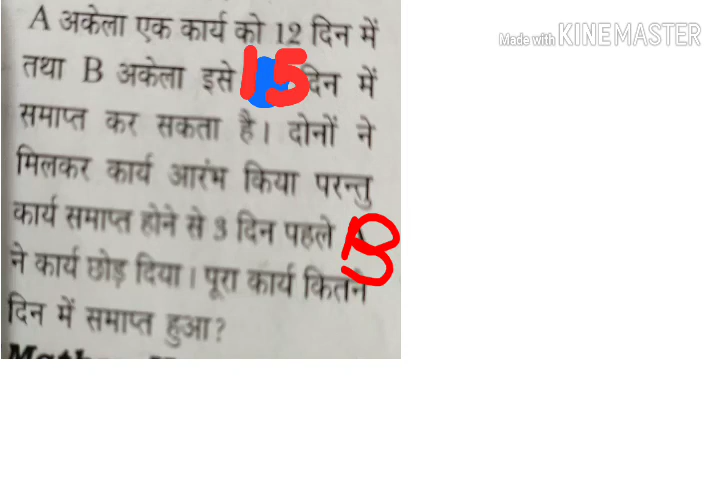 A अकेला एक कार्य को 12 दिन में
तथा B अकेला इसे 15 दिन में
समाप्त कर सकता है। दोनों ने
मिलकर कार्य आरंभ किया परन्तु
कार्य समाप्त होने से 3 दिन पहले B
ने कार्य छोड़ दिया। पूरा कार्य कितने
दिन में समाप्त हुआ?
Made with KINEMASTER